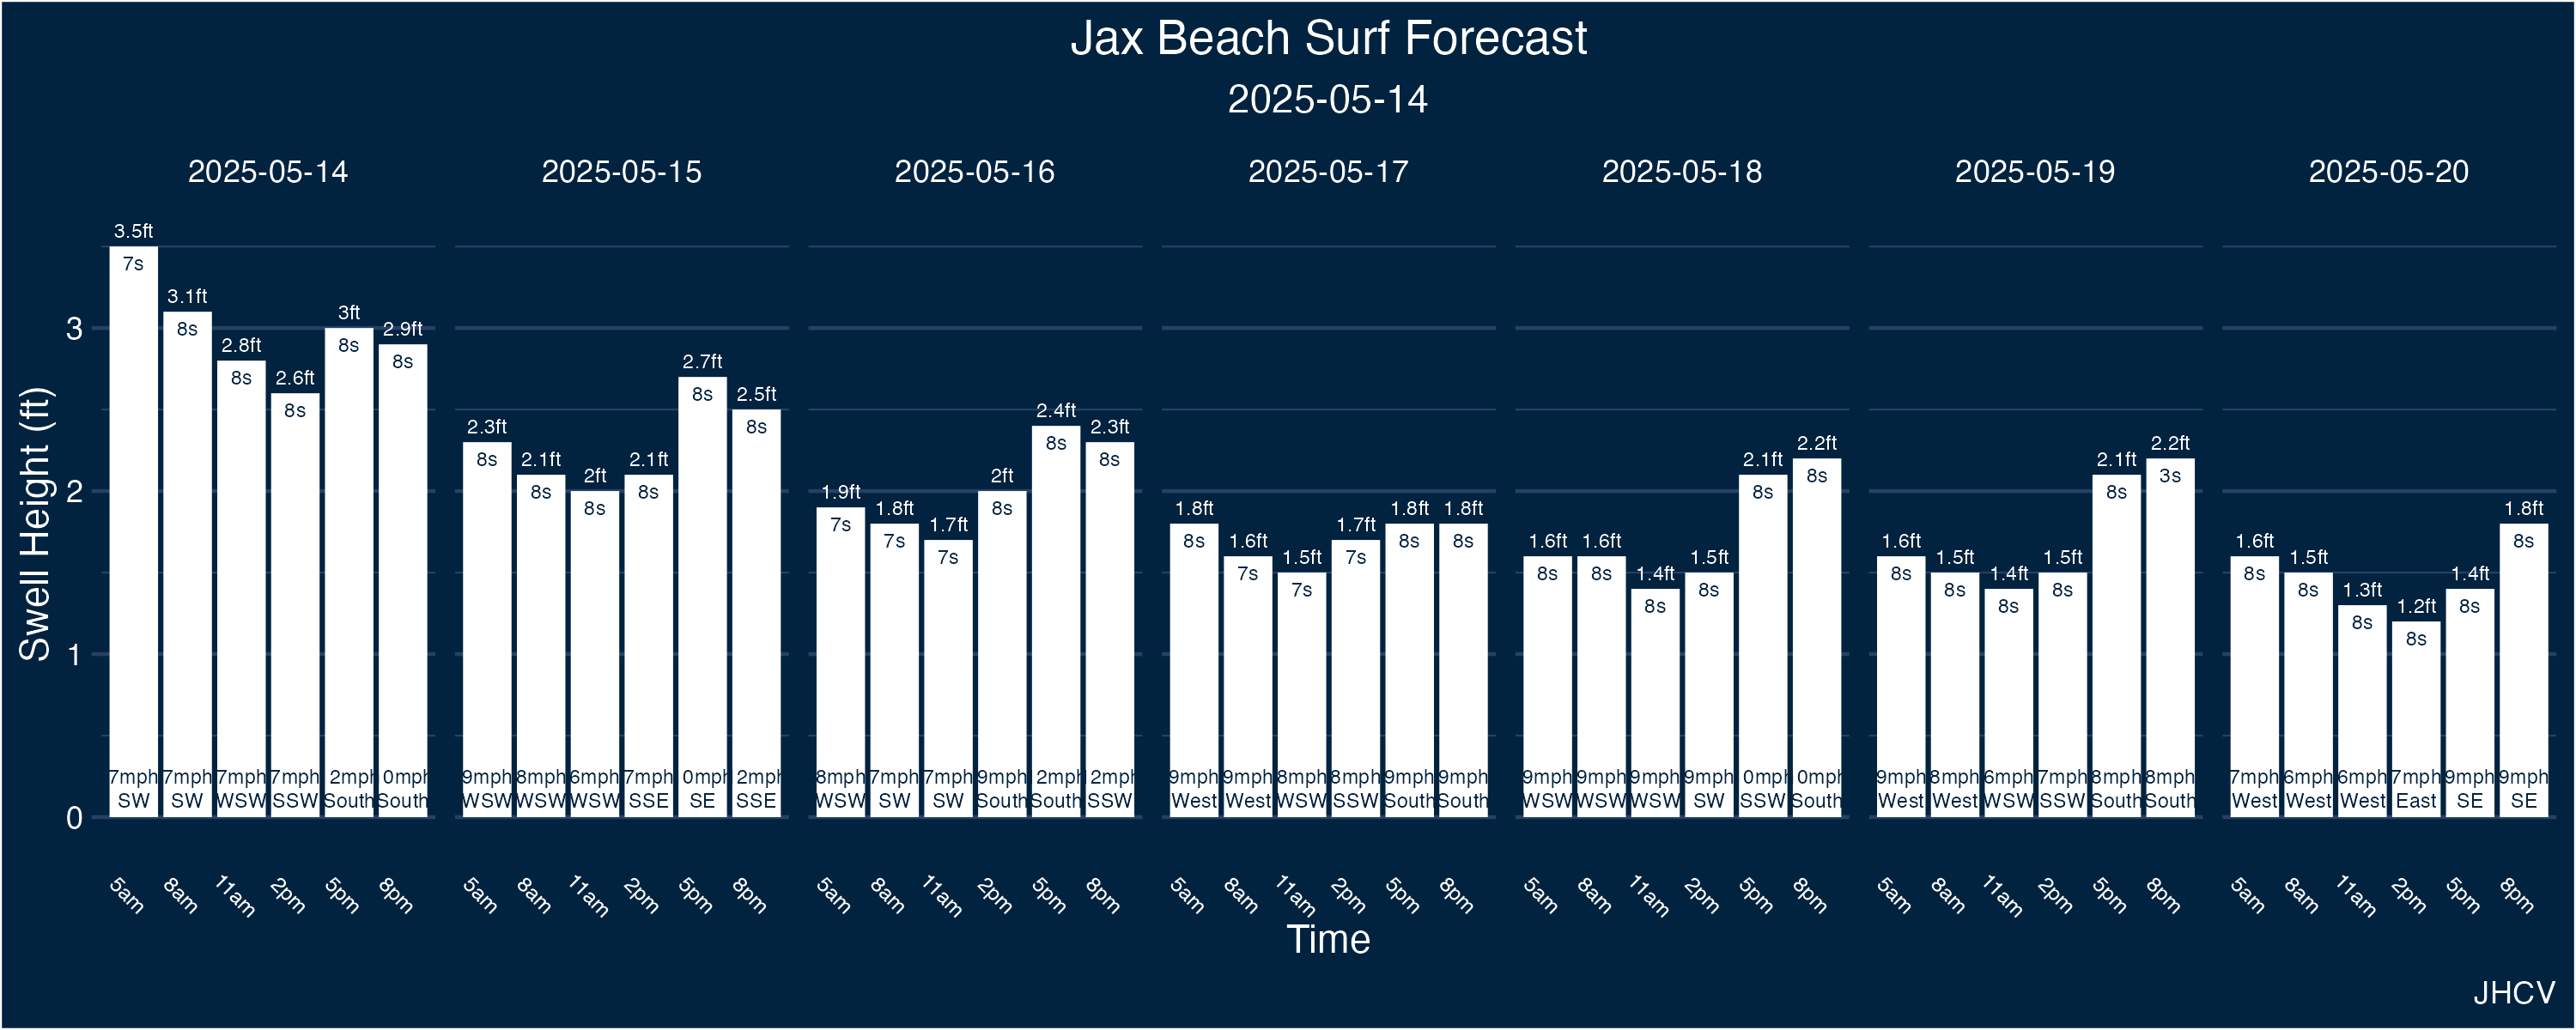 Jax Beach Surf Forecast
2025-05-14
2025-05-14 2025-05-15 2025-05-16 2025-05-17 2025-05-18 2025-05-19 2025-05-20
Swell Height (ft)
3
2
1
0
3.5ft 3.1ft 2.8ft 2.6ft 3ft 2.9ft
7s 8s 8s 8s 8s 8s
7mph 7mph 7mph 7mph 2mph 0mph
SW SW WSW SSW South South
2.3ft 2.1ft 2ft 2.1ft 2.7ft 2.5ft
8s 8s 8s 8s 8s 8s
9mph 8mph 6mph 7mph 0mph 2mph
WSW WSW WSW SSE SE SSE
1.9ft 1.8ft 1.7ft 2ft 2.4ft 2.3ft
7s 7s 7s 8s 8s 8s
8mph 7mph 7mph 9mph 2mph 2mph
WSW SW SW South South SSW
1.8ft 1.6ft 1.5ft 1.7ft 1.8ft 1.8ft
8s 7s 7s 7s 8s 8s
9mph 9mph 8mph 8mph 9mph 9mph
West West WSW SSW South South
1.6ft 1.6ft 1.4ft 1.5ft 2.1ft 2.2ft
8s 8s 8s 8s 8s 8s
9mph 9mph 9mph 9mph 0mph 0mph
WSW WSW WSW SW SSW South
1.6ft 1.5ft 1.4ft 1.5ft 2.1ft 2.2ft
8s 8s 8s 8s 8s 3s
9mph 8mph 6mph 7mph 8mph 8mph
West West WSW SSW South South
1.6ft 1.5ft 1.3ft 1.2ft 1.4ft 1.8ft
8s 8s 8s 8s 8s 8s
7mph 6mph 6mph 7mph 9mph 9mph
West West West East SE SE
5am 8am 11am 2pm 5pm 8pm 5am 8am 11am 2pm 5pm 8pm 5am 8am 11am 2pm 5pm 8pm 5am 8am 11am 2pm 5pm 8pm 5am 8am 11am 2pm 5pm 8pm 5am 8am 11am 2pm 5pm 8pm 5am 8am 11am 2pm 5pm 8pm
Time
JHCV